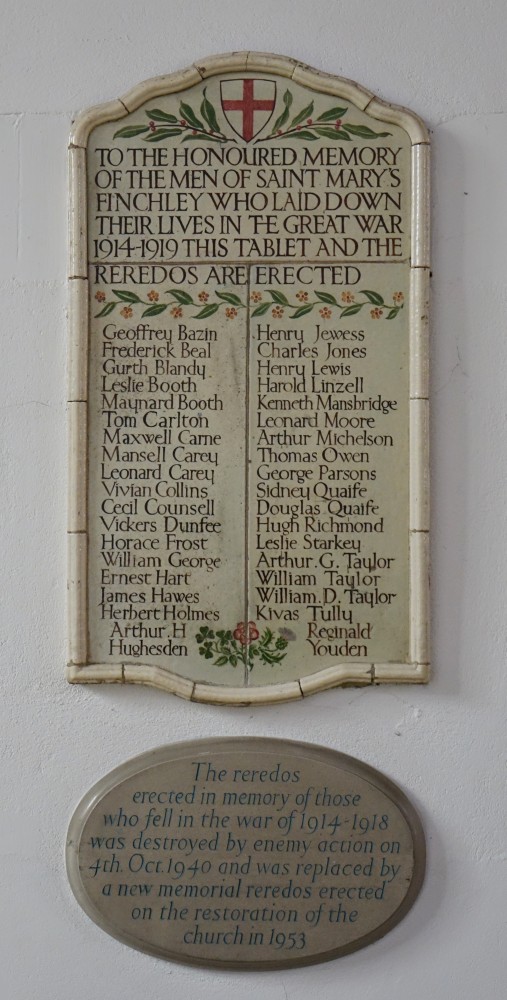 TO THE HONOURED MEMORY
OF THE MEN OF SAINT MARY'S
FINCHLEY WHO LAID DOWN
THEIR LIVES IN THE GREAT WAR
1914-1919 THIS TABLET AND THE
REREDOS ARE ERECTED
Geoffrey Bazin
Frederick Beal
Gurth Blandy
Leslie Booth
Maynard Booth
Tom Carlton
Maxwell Carne
Mansell Carey
Leonard Carey
Vivian Collins
Cecil Counsell
Vickers Dunfee
Horace Frost
William George
Ernest Hart
James Hawes
Herbert Holmes
Arthur. H
Hughesden
Henry Jewess
Charles Jones
Henry Lewis
Harold Linzell
Kenneth Mansbridge
Leonard Moore
Arthur Michelson
Thomas Owen
George Parsons
Sidney Quaife
Douglas Quaife
Hugh Richmond
Leslie Starkey
Arthur. G. Taylor
William Taylor
William. D. Taylor
Kivas Tully
Reginald
Youden
The reredos
erected in memory of those
who fell in the war of 1914-1918
was destroyed by enemy action on
4th. Oct. 1940 and was replaced by
a new memorial reredos erected
on the restoration of the
church in 1953